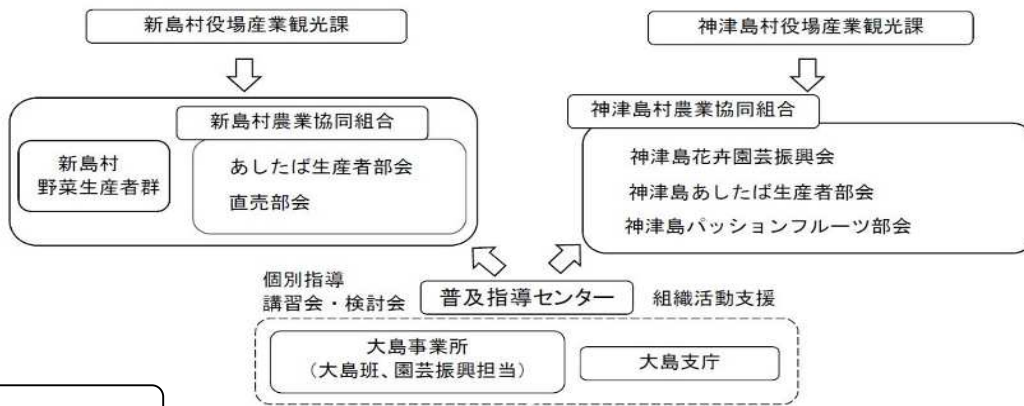 新島村役場産業観光課
神津島村役場産業観光課
新島村農業協同組合
新島村
野菜生産者群
あしたば生産者部会
直売部会
神津島村農業協同組合
神津島花卉園芸振興会
神津島あしたば生産者部会
神津島パッションフルーツ部会
個別指導
講習会・検討会
普及指導センター
組織活動支援
大島事業所
(大島班、園芸振興担当)
大島支庁